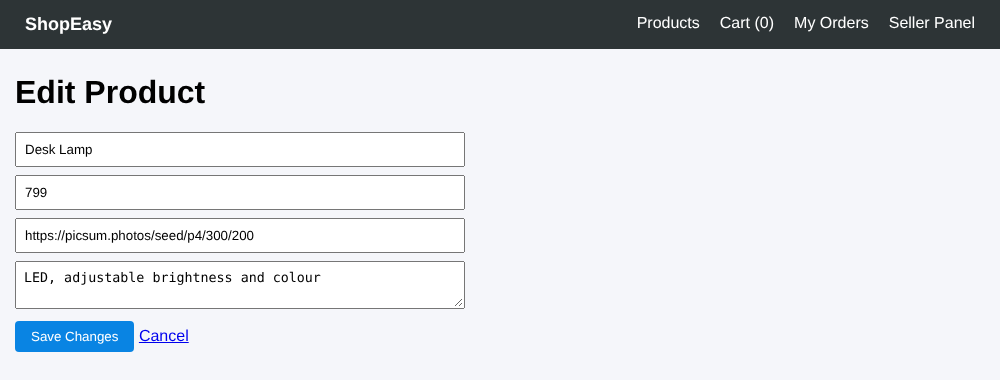 ShopEasy
Products Cart (0) My Orders Seller Panel
Edit Product
Desk Lamp
799
https://picsum.photos/seed/p4/300/200
LED, adjustable brightness and colour
Save Changes Cancel